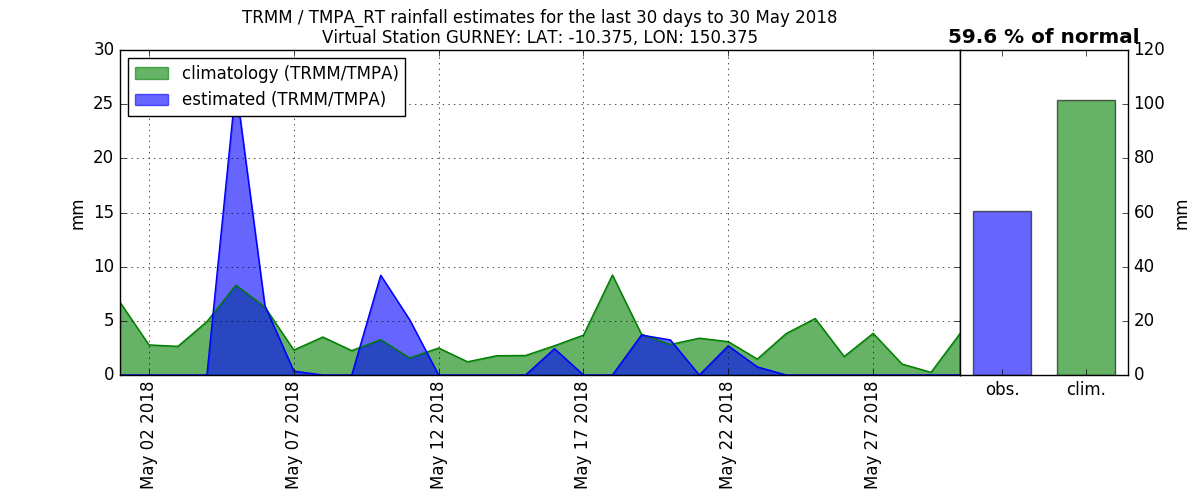 TRMM / TMPA_RT rainfall estimates for the last 30 days to 30 May 2018
Virtual Station GURNEY: LAT: -10.375, LON: 150.375
59.6 % of normal
climatology (TRMM/TMPA)
estimated (TRMM/TMPA)
30
25
20
15
10
5
0
mm
May 02 2018
May 07 2018
May 12 2018
May 17 2018
May 22 2018
May 27 2018
obs.
clim.
120
100
80
60
40
20
0
mm